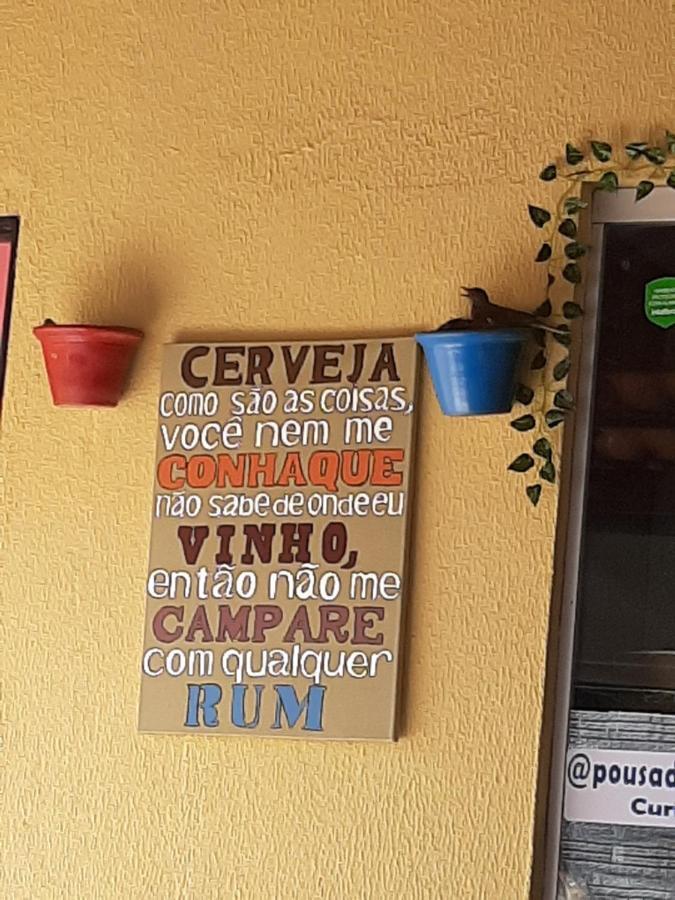 CERVEJA
como são as coisas,
você nem me
CONHAQUE
não sabe de onde eu
VINHO,
então não me
CAMPARE
com qualquer
RUM
@pousad
Cur